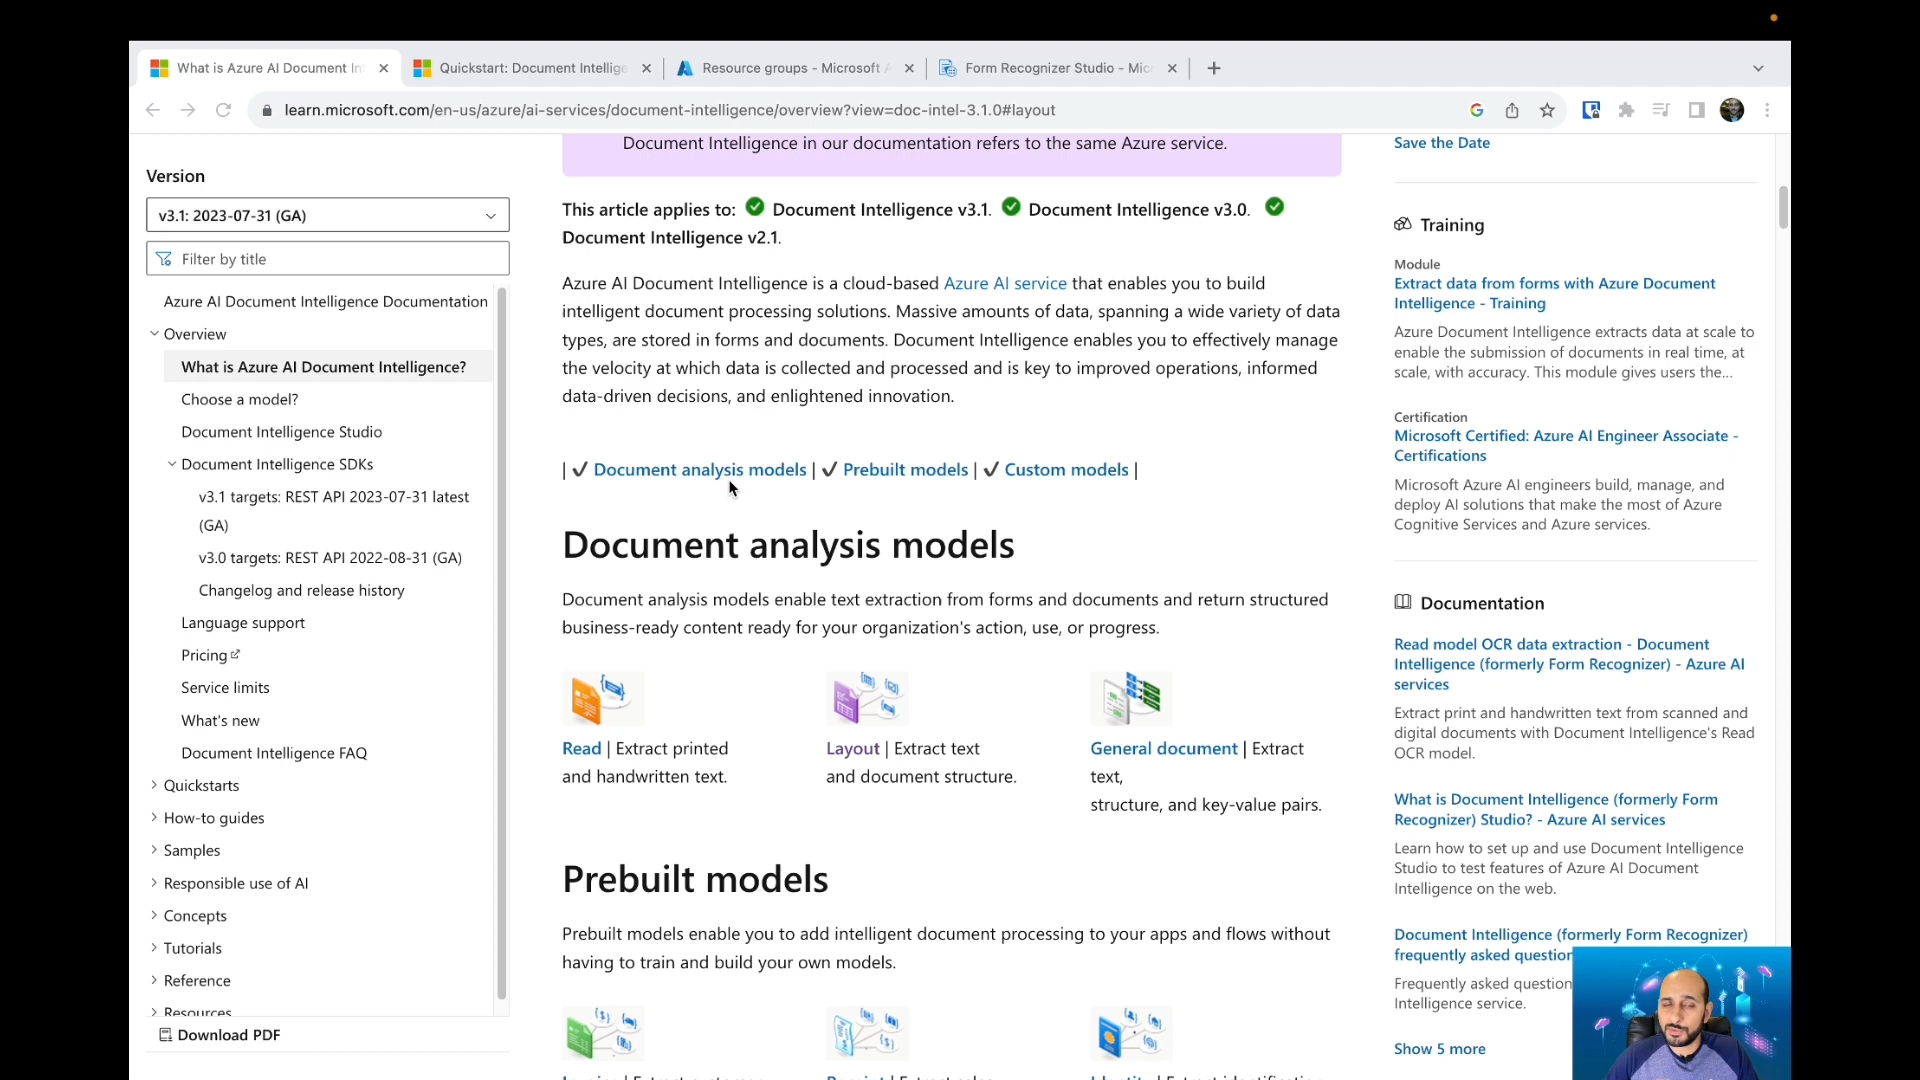 What is Azure AI Document In
Quickstart: Document Intellige
Resource groups - Microsoft A
Form Recognizer Studio - Mic
learn.microsoft.com/en-us/azure/ai-services/document-intelligence/overview?view=doc-intel-3.1.0#layout
Version
v3.1: 2023-07-31 (GA)
Filter by title
Azure AI Document Intelligence Documentation
Overview
What is Azure AI Document Intelligence?
Choose a model?
Document Intelligence Studio
Document Intelligence SDKs
v3.1 targets: REST API 2023-07-31 latest
(GA)
v3.0 targets: REST API 2022-08-31 (GA)
Changelog and release history
Language support
Pricing
Service limits
What's new
Document Intelligence FAQ
Quickstarts
How-to guides
Samples
Responsible use of AI
Concepts
Tutorials
Reference
Resources
Download PDF
Document Intelligence in our documentation refers to the same Azure service.
This article applies to: Document Intelligence v3.1. Document Intelligence v3.0.
Document Intelligence v2.1.
Azure AI Document Intelligence is a cloud-based Azure AI service that enables you to build
intelligent document processing solutions. Massive amounts of data, spanning a wide variety of data
types, are stored in forms and documents. Document Intelligence enables you to effectively manage
the velocity at which data is collected and processed and is key to improved operations, informed
data-driven decisions, and enlightened innovation.
| ✔ Document analysis models | ✔ Prebuilt models | ✔ Custom models |
Document analysis models
Document analysis models enable text extraction from forms and documents and return structured
business-ready content ready for your organization's action, use, or progress.
Read | Extract printed
and handwritten text.
Layout | Extract text
and document structure.
General document | Extract
text,
structure, and key-value pairs.
Prebuilt models
Prebuilt models enable you to add intelligent document processing to your apps and flows without
having to train and build your own models.
Save the Date
Training
Module
Extract data from forms with Azure Document
Intelligence - Training
Azure Document Intelligence extracts data at scale to
enable the submission of documents in real time, at
scale, with accuracy. This module gives users the...
Certification
Microsoft Certified: Azure AI Engineer Associate -
Certifications
Microsoft Azure AI engineers build, manage, and
deploy AI solutions that make the most of Azure
Cognitive Services and Azure services.
Documentation
Read model OCR data extraction - Document
Intelligence (formerly Form Recognizer) - Azure AI
services
Extract print and handwritten text from scanned and
digital documents with Document Intelligence's Read
OCR model.
What is Document Intelligence (formerly Form
Recognizer) Studio? - Azure AI services
Learn how to set up and use Document Intelligence
Studio to test features of Azure AI Document
Intelligence on the web.
Document Intelligence (formerly Form Recognizer)
frequently asked question
Frequently asked question
Intelligence service.
Show 5 more